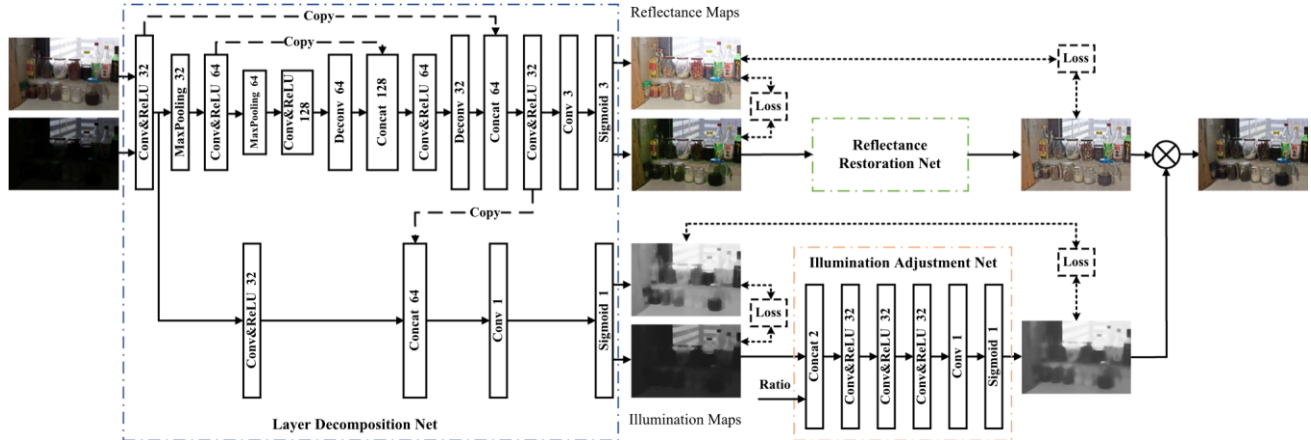 Copy
Reflectance Maps
Copy
Conv&ReLU 32
MaxPooling 32
Conv&ReLU 64
MaxPooling 64
Conv&ReLU
128
Deconv 64
Concat 128
Conv&ReLU 64
Deconv 32
Concat 64
Conv&ReLU 32
Conv 3
Sigmoid 3
Loss
Loss
Reflectance
Restoration Net
Copy
Conv&ReLU 32
Concat 64
Conv 1
Sigmoid 1
Loss
Loss
Illumination Adjustment Net
Concat 2
Conv&ReLU 32
Conv&ReLU 32
Conv&ReLU 32
Conv 1
Sigmoid 1
Ratio
Layer Decomposition Net
Illumination Maps